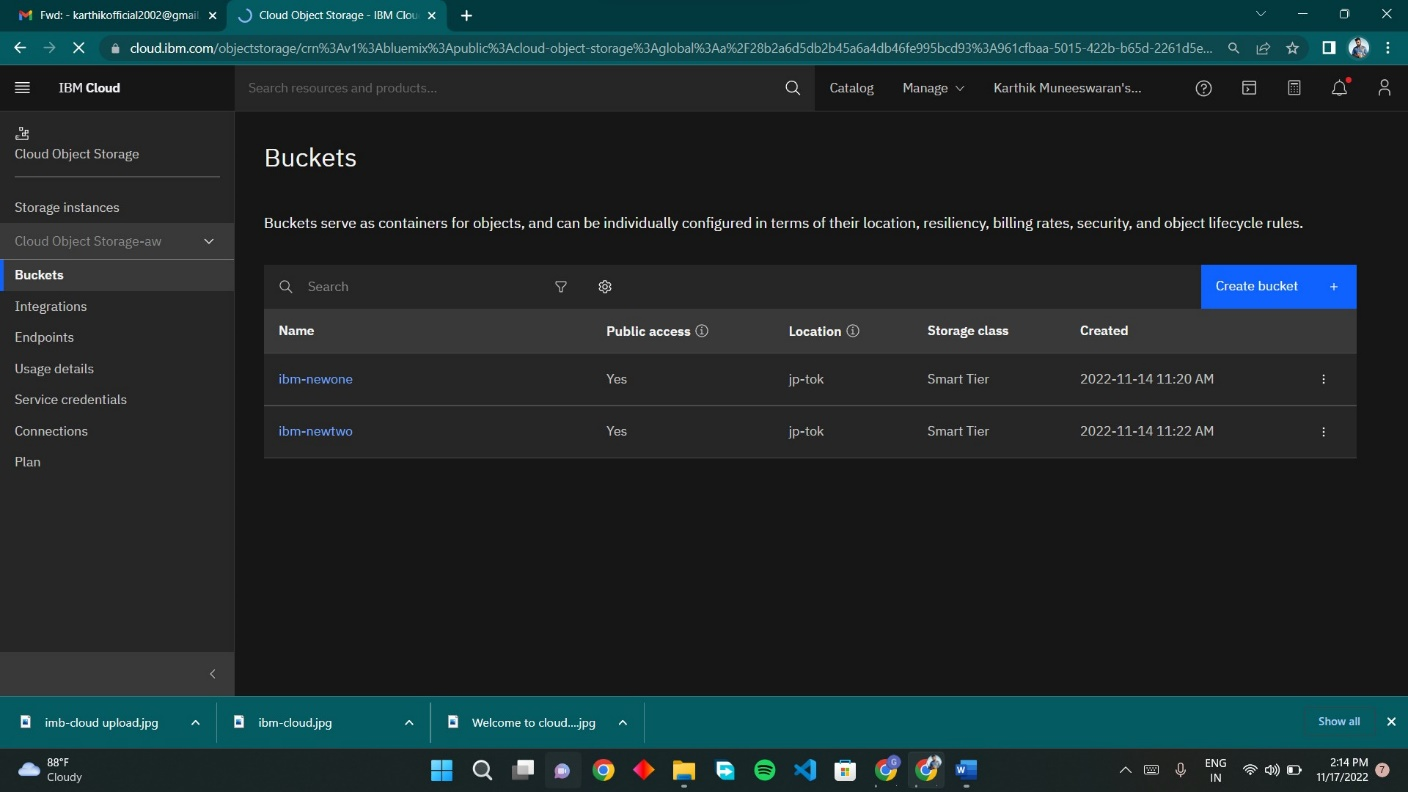 Fwd: - karthikofficial2002@gmail
Cloud Object Storage - IBM Clou
cloud.ibm.com/objectstorage/crn%3Av1%3Abluemix%3Apublic%3Acloud-object-storage%3Aglobal%3Aa%2F28b2a6d5db2b45a6a4db46fe995bcd93%3A961cfbaa-5015-422b-b65d-2261d5e...
IBM Cloud
Search resources and products...
Catalog
Manage
Karthik Muneeswaran's...
Cloud Object Storage
Storage instances
Cloud Object Storage-aw
Buckets
Integrations
Endpoints
Usage details
Service credentials
Connections
Plan
Buckets
Buckets serve as containers for objects, and can be individually configured in terms of their location, resiliency, billing rates, security, and object lifecycle rules.
Search
Create bucket +
Name Public access Location Storage class Created
ibm-newone Yes jp-tok Smart Tier 2022-11-14 11:20 AM
ibm-newtwo Yes jp-tok Smart Tier 2022-11-14 11:22 AM
imb-cloud upload.jpg
ibm-cloud.jpg
Welcome to cloud....jpg
Show all
88°F
Cloudy
ENG
IN
2:14 PM
11/17/2022
7